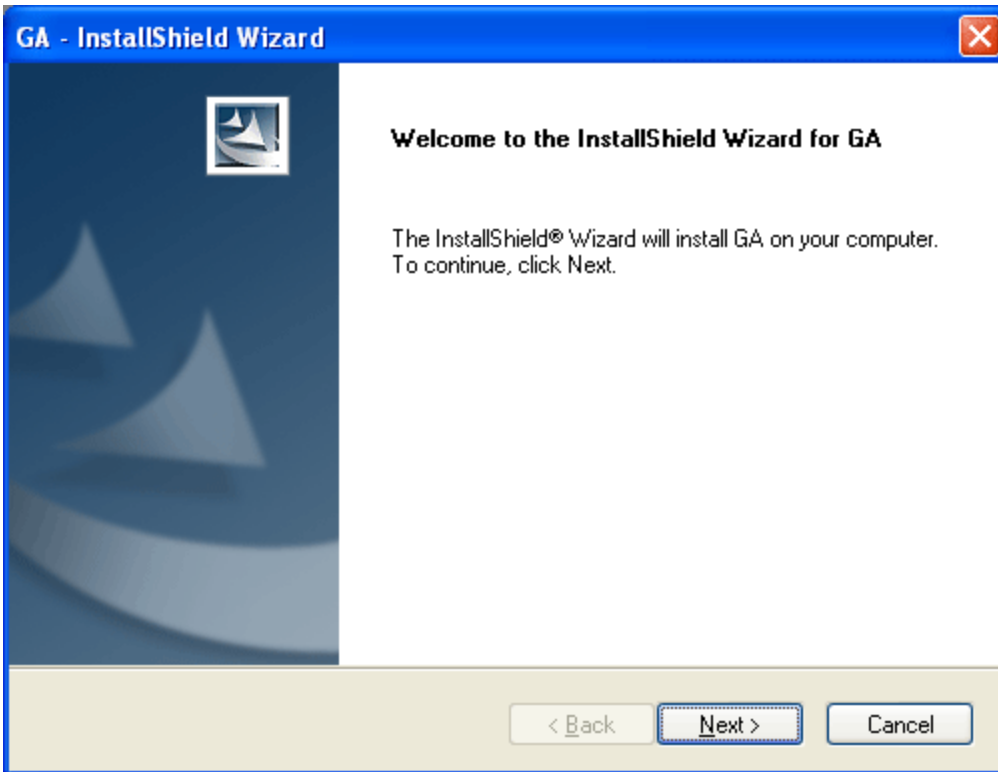 GA - InstallShield Wizard
Welcome to the InstallShield Wizard for GA
The InstallShield® Wizard will install GA on your computer.
To continue, click Next.
< Back
Next >
Cancel